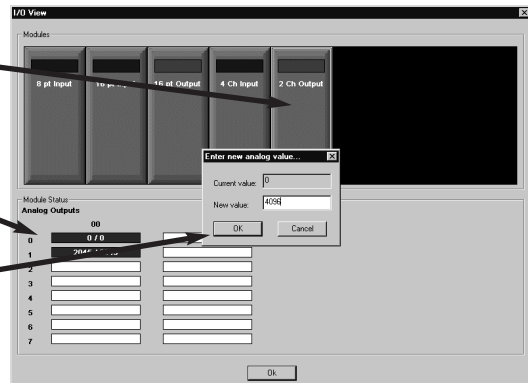 I/O View
Modules
8 pt Input
16 pt Output
4 Ch Input
2 Ch Output
Enter new analog value...
Current value: 0
New value: 4096
OK
Cancel
Module Status
Analog Outputs
00
0 0 / 0
1
2
3
4
5
6
7
Ok